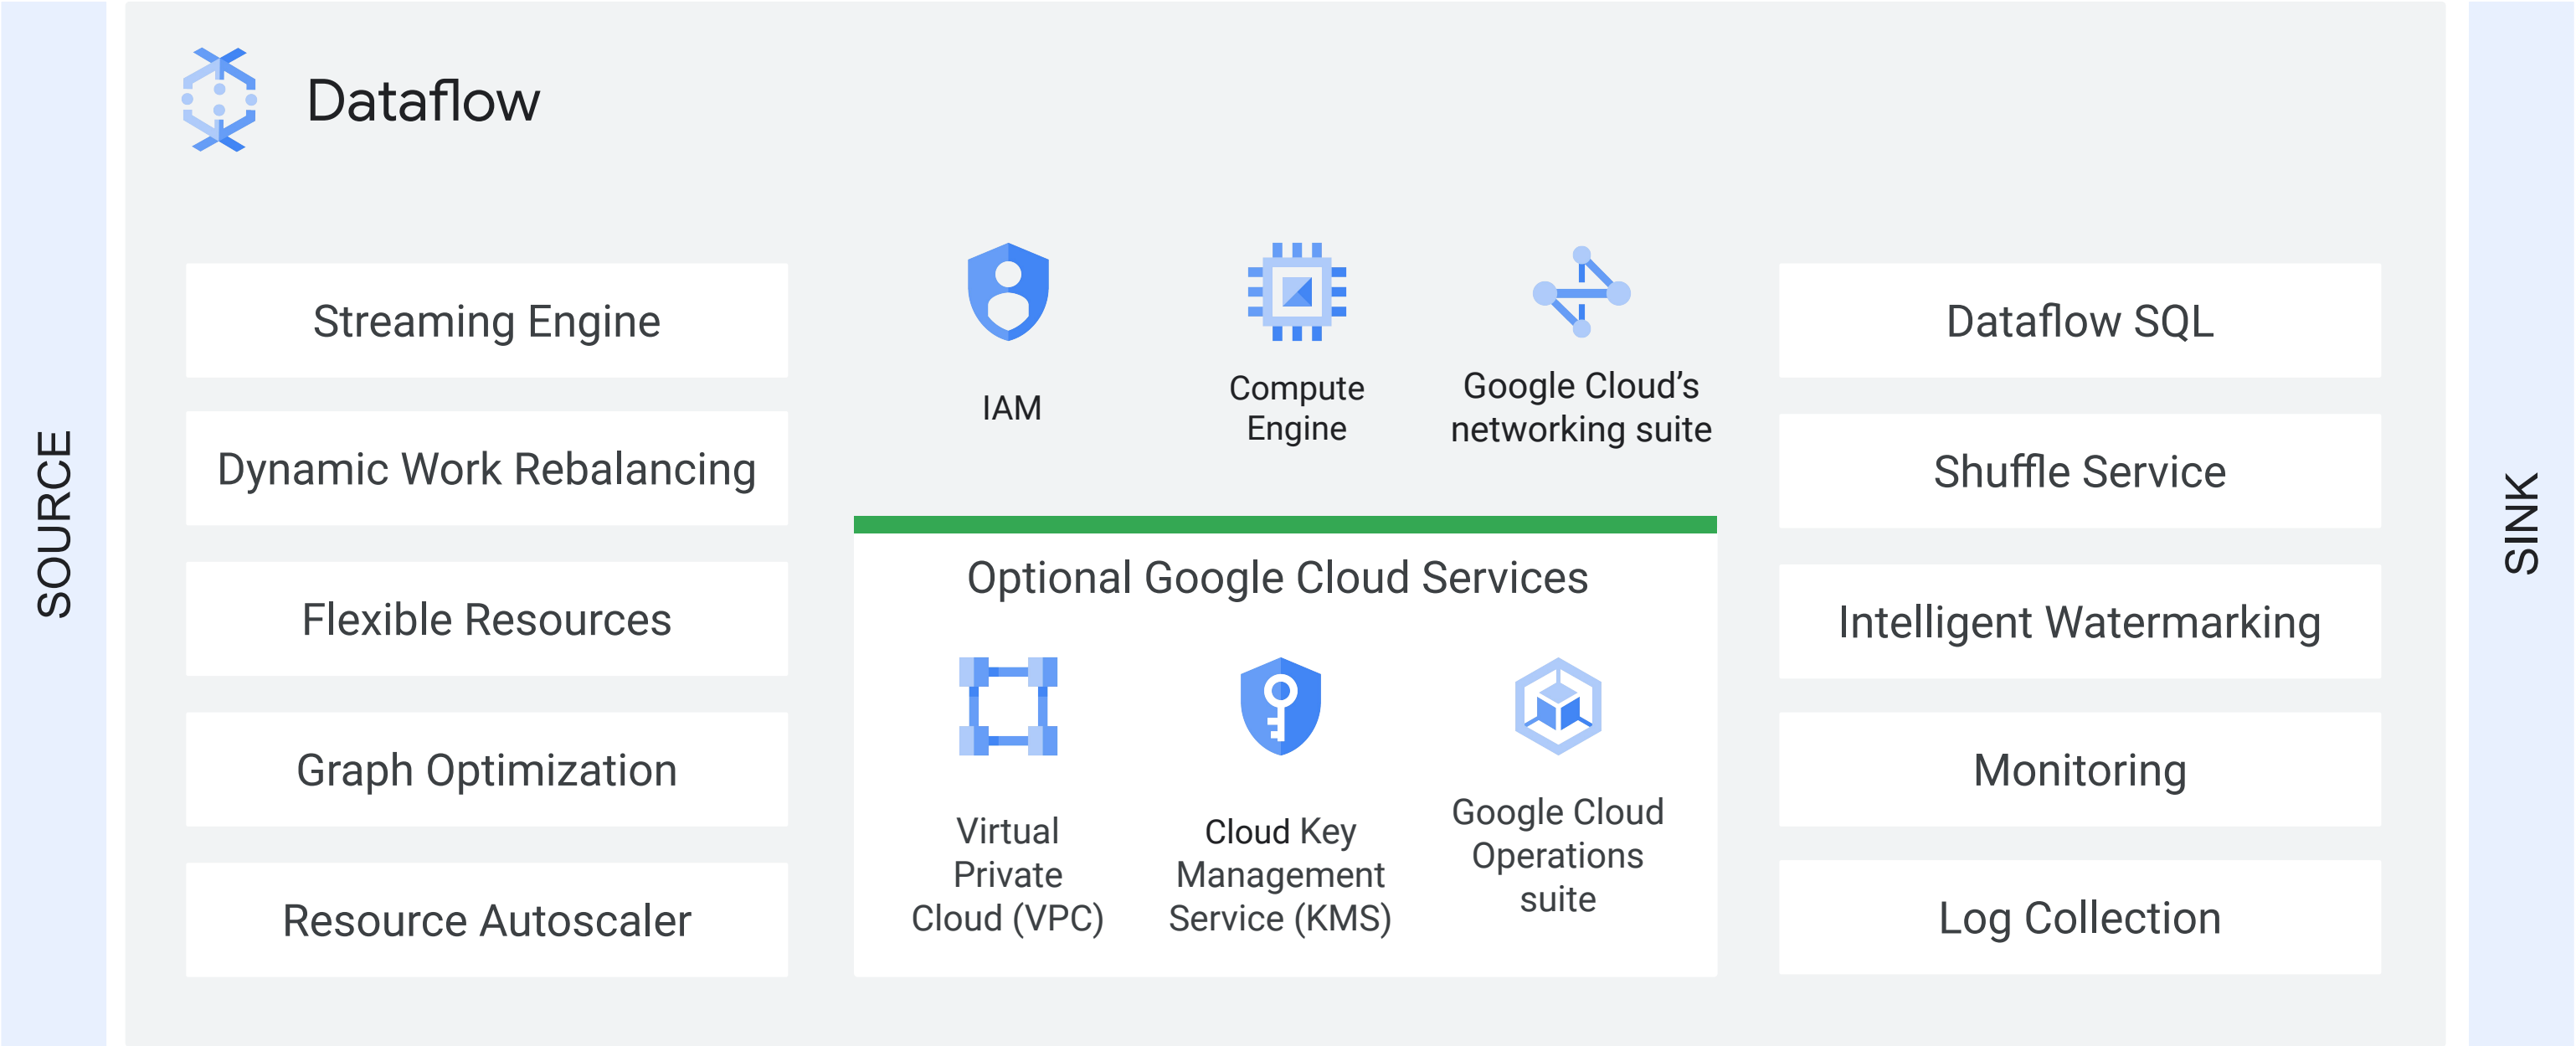 Dataflow
SOURCE
Streaming Engine
Dynamic Work Rebalancing
Flexible Resources
Graph Optimization
Resource Autoscaler
IAM
Compute
Engine
Google Cloud’s
networking suite
Optional Google Cloud Services
Virtual
Private
Cloud (VPC)
Cloud Key
Management
Service (KMS)
Google Cloud
Operations
suite
Dataflow SQL
Shuffle Service
Intelligent Watermarking
Monitoring
Log Collection
SINK